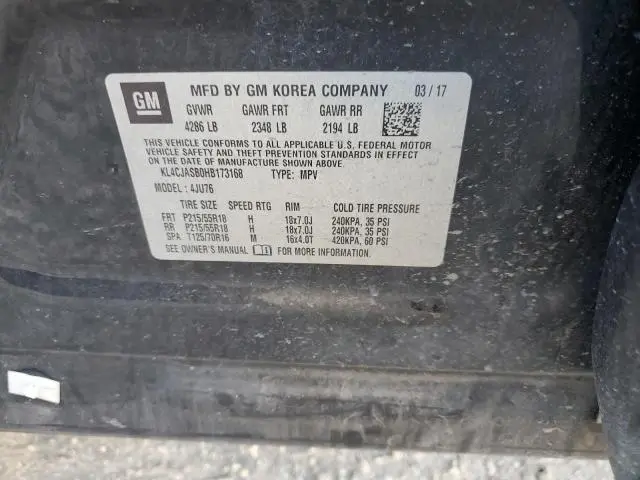 GM
MFD BY GM KOREA COMPANY 03 / 17
GVWR GAWR FRT GAWR RR
4286 LB 2348 LB 2194 LB
THIS VEHICLE CONFORMS TO ALL APPLICABLE U.S. FEDERAL MOTOR
VEHICLE SAFETY AND THEFT PREVENTION STANDARDS IN EFFECT
ON THE DATE OF MANUFACTURE SHOWN ABOVE.
KL4CJASB0HB173168 TYPE: MPV
MODEL: 4JU76
TIRE SIZE SPEED RTG RIM COLD TIRE PRESSURE
FRT P215/55R18 H 18x7.0J 240KPA, 35 PSI
RR P215/55R18 H 18x7.0J 240KPA, 35 PSI
SPA T125/70R16 M 16x4.0T 420KPA, 60 PSI
SEE OWNER'S MANUAL FOR MORE INFORMATION.